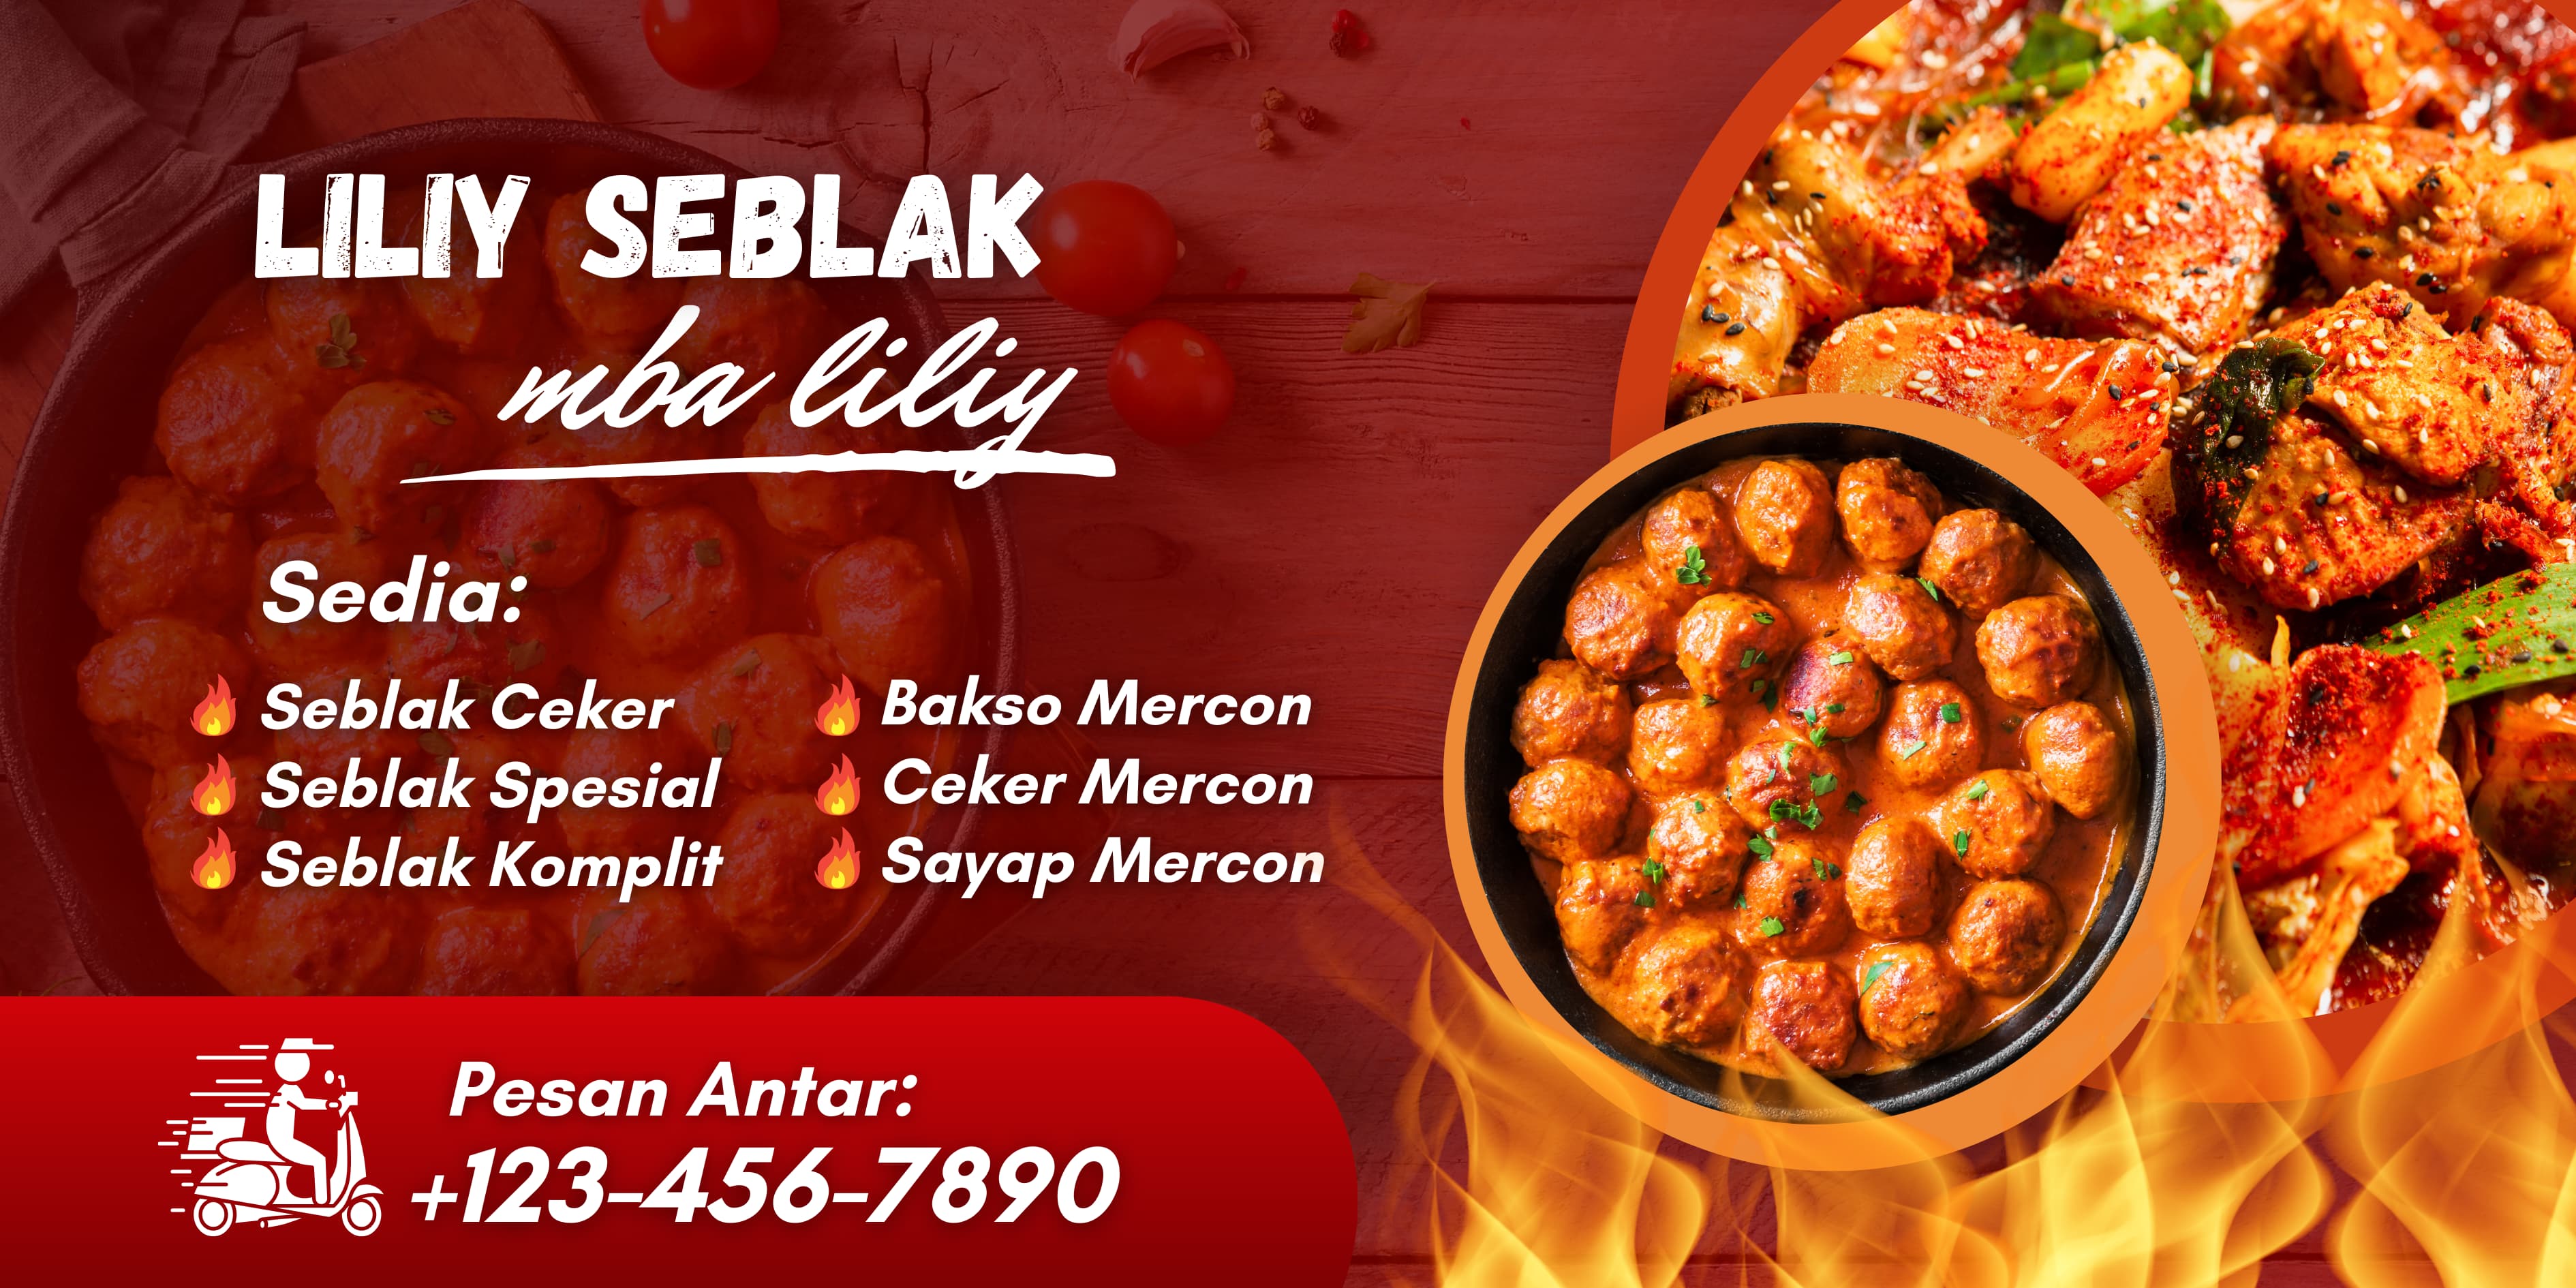 LILIY SEBLAK
mba liliy
Sedia:
Seblak Ceker
Seblak Spesial
Seblak Komplit
Bakso Mercon
Ceker Mercon
Sayap Mercon
Pesan Antar:
+123-456-7890